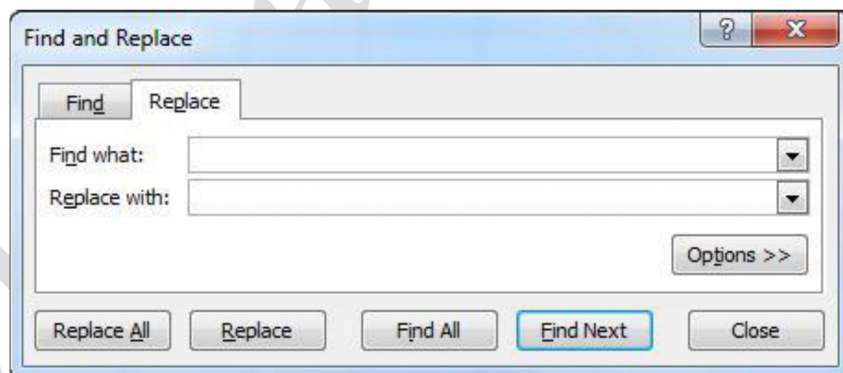 Find and Replace
Find Replace
Find what:
Replace with:
Options >>
Replace All Replace Find All Find Next Close